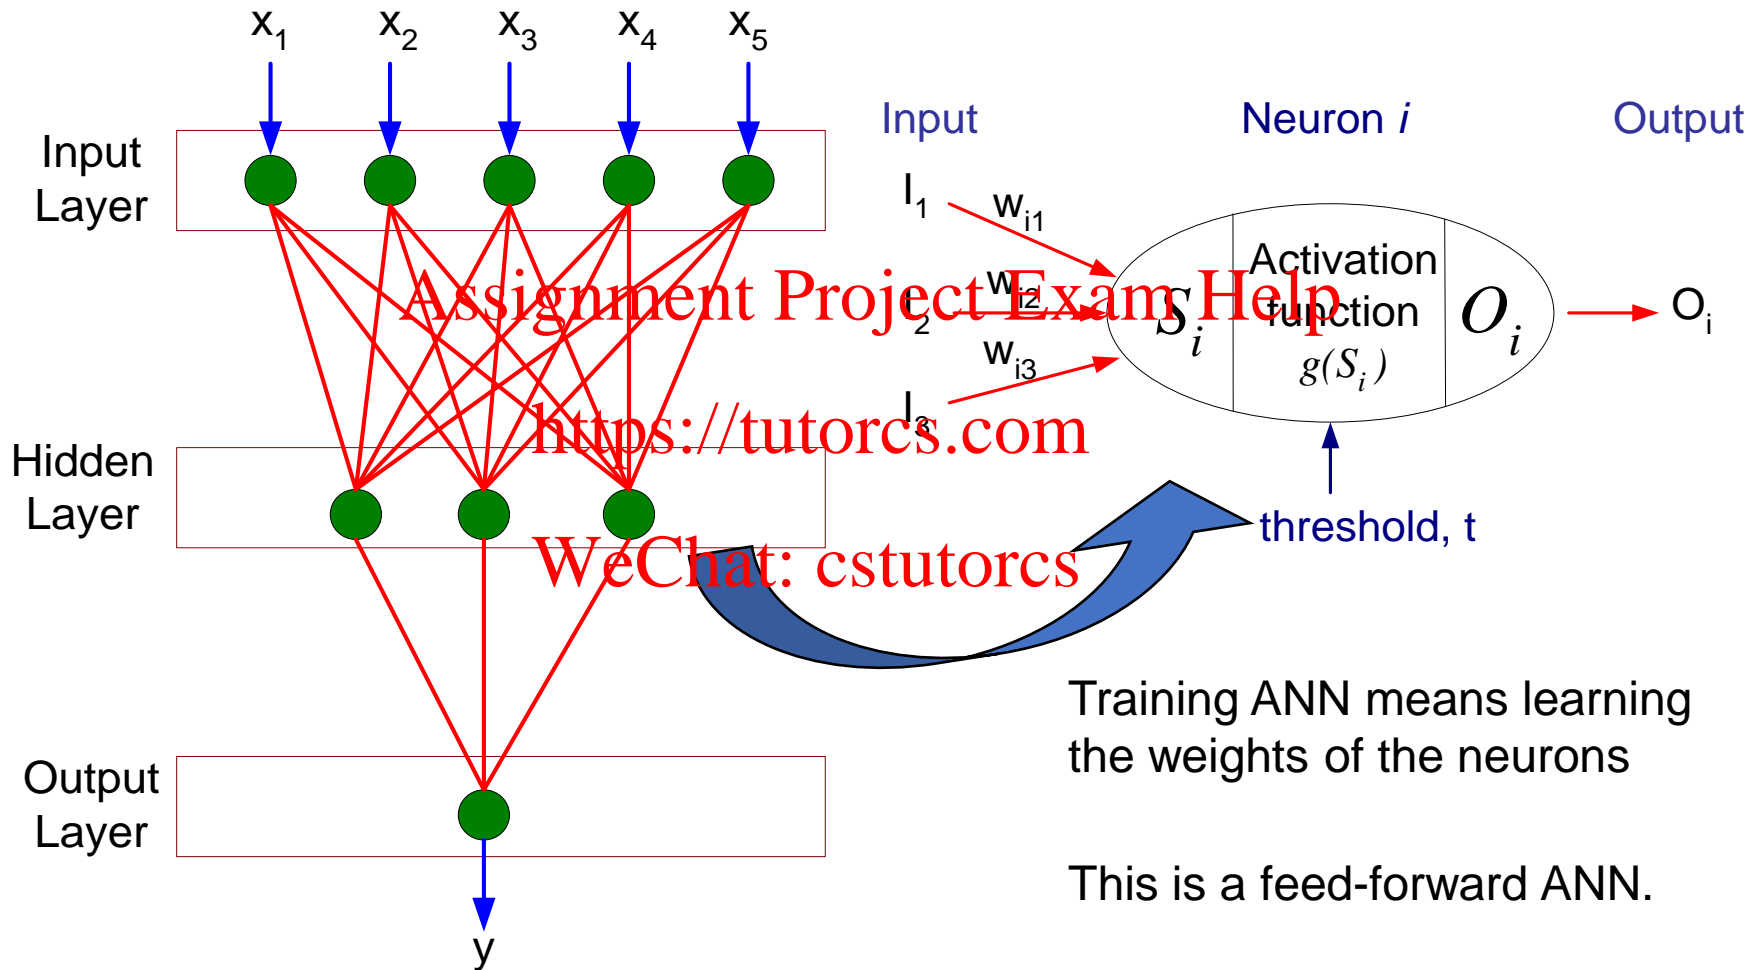 x1 x2 x3 x4 x5
Input
Layer
Hidden
Layer
Output
Layer
y
Input Neuron i Output
I1 wi1
I2 wi2
I3 wi3
Si
Activation
function
g(Si)
Oi
Oi
threshold, t
Assignment Project Exam Help
https://tutorcs.com
WeChat: cstutorcs
Training ANN means learning
the weights of the neurons
This is a feed-forward ANN.